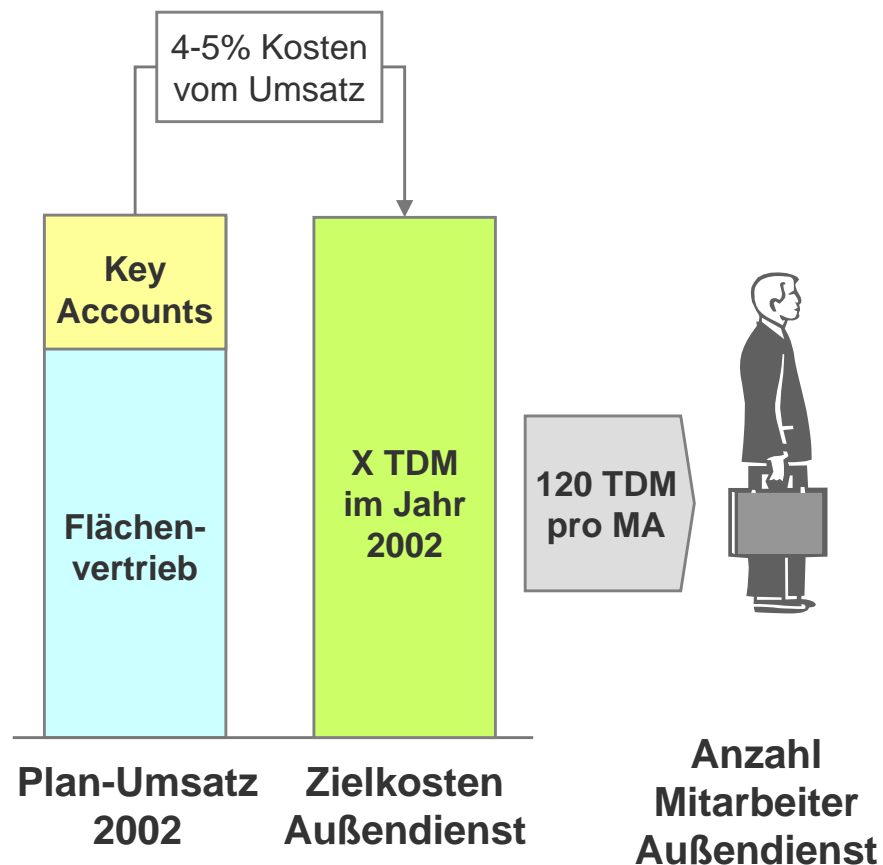 4-5% Kosten
vom Umsatz
Key
Accounts
Flächen-
vertrieb
X TDM
im Jahr
2002
120 TDM
pro MA
Plan-Umsatz
2002
Zielkosten
Außendienst
Anzahl
Mitarbeiter
Außendienst